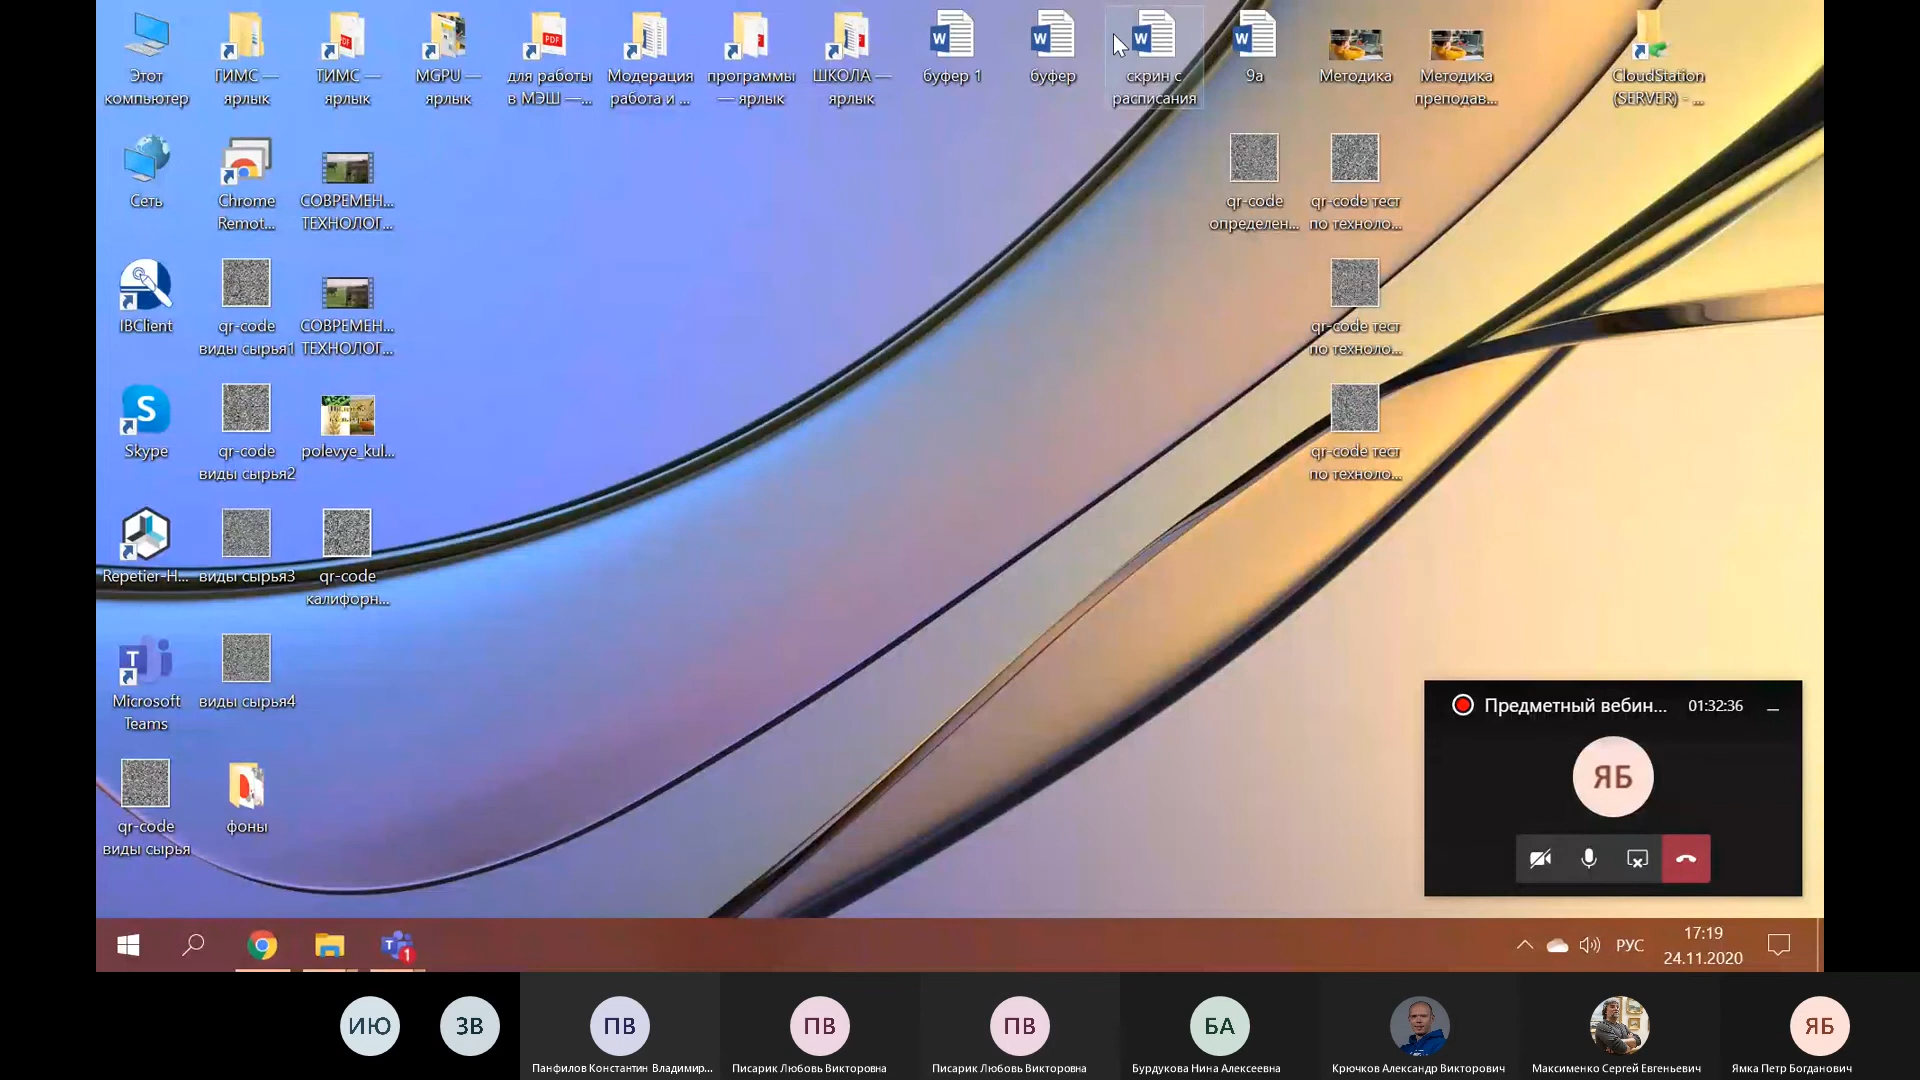 Этот
компьютер
ГИМС —
ярлык
ТИМС —
ярлык
MGPU —
ярлык
для работы
в МЭШ —...
Модерация
работа и ...
программы
— ярлык
ШКОЛА —
ярлык
буфер 1
буфер
скрин с
расписания
9а
Методика
Методика
преподав...
CloudStation
(SERVER) - ...
Сеть
Chrome
Remot...
СОВРЕМЕН...
ТЕХНОЛОГ...
qr-code
определен...
qr-code тест
по техноло...
IBClient
qr-code
виды сырья1
СОВРЕМЕН...
ТЕХНОЛОГ...
qr-code тест
по техноло...
Skype
qr-code
виды сырья2
polevye_kul...
qr-code тест
по техноло...
Repetier-H...
виды сырья3
qr-code
калифорн...
Microsoft
Teams
виды сырья4
qr-code
виды сырья
фоны
Предметный вебин... 01:32:36
ЯБ
РУС
17:19
24.11.2020
1
ИЮ
ЗВ
ПВ
ПВ
ПВ
БА
ЯБ
Панфилов Константин Владимир...
Писарик Любовь Викторовна
Писарик Любовь Викторовна
Бурдукова Нина Алексеевна
Крючков Александр Викторович
Максименко Сергей Евгеньевич
Ямка Петр Богданович